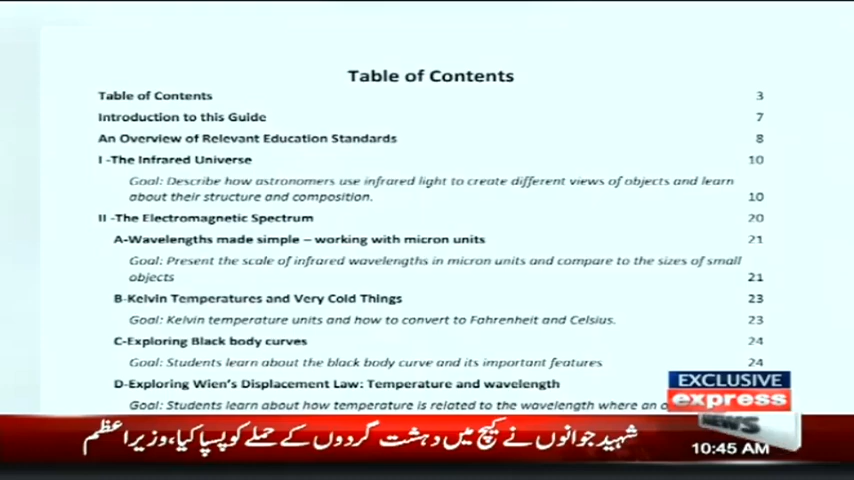 Table of Contents
Table of Contents 3
Introduction to this Guide 7
An Overview of Relevant Education Standards 8
I -The Infrared Universe 10
Goal: Describe how astronomers use infrared light to create different views of objects and learn
about their structure and composition. 10
II -The Electromagnetic Spectrum 20
A-Wavelengths made simple – working with micron units 21
Goal: Present the scale of infrared wavelengths in micron units and compare to the sizes of small
objects 21
B-Kelvin Temperatures and Very Cold Things 23
Goal: Kelvin temperature units and how to convert to Fahrenheit and Celsius. 23
C-Exploring Black body curves 24
Goal: Students learn about the black body curve and its important features 24
D-Exploring Wien's Displacement Law: Temperature and wavelength
Goal: Students learn about how temperature is related to the wavelength where an
EXCLUSIVE
express
NEWS
شہید جوانوں نے کیچ میں دہشت گردوں کے حملے کو پسپا کیا، وزیراعظم
10:45 AM